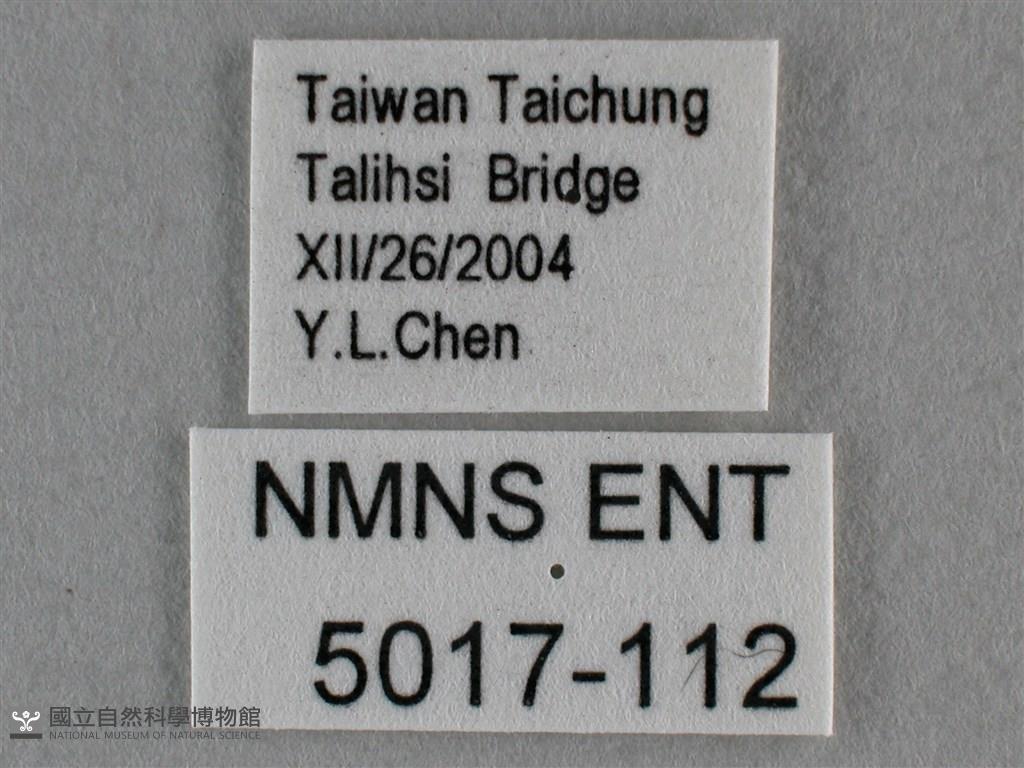 Taiwan Taichung
Talihsi Bridge
XII/26/2004
Y.L.Chen
NMNS ENT
5017-112
國立自然科學博物館
NATIONAL MUSEUM OF NATURAL SCIENCE